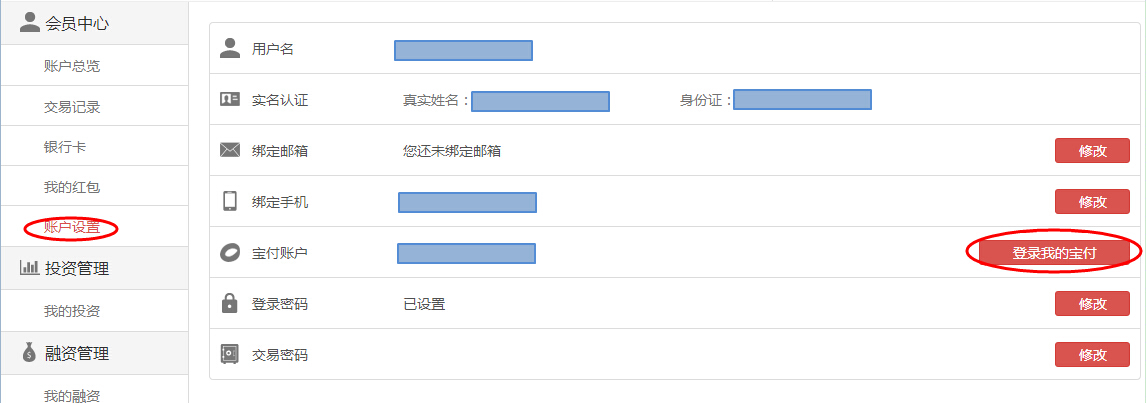 会员中心
账户总览
交易记录
银行卡
我的红包
账户设置
投资管理
我的投资
融资管理
我的融资
用户名
实名认证 真实姓名： 身份证：
绑定邮箱 您还未绑定邮箱 修改
绑定手机 修改
宝付账户 登录我的宝付
登录密码 已设置 修改
交易密码 修改